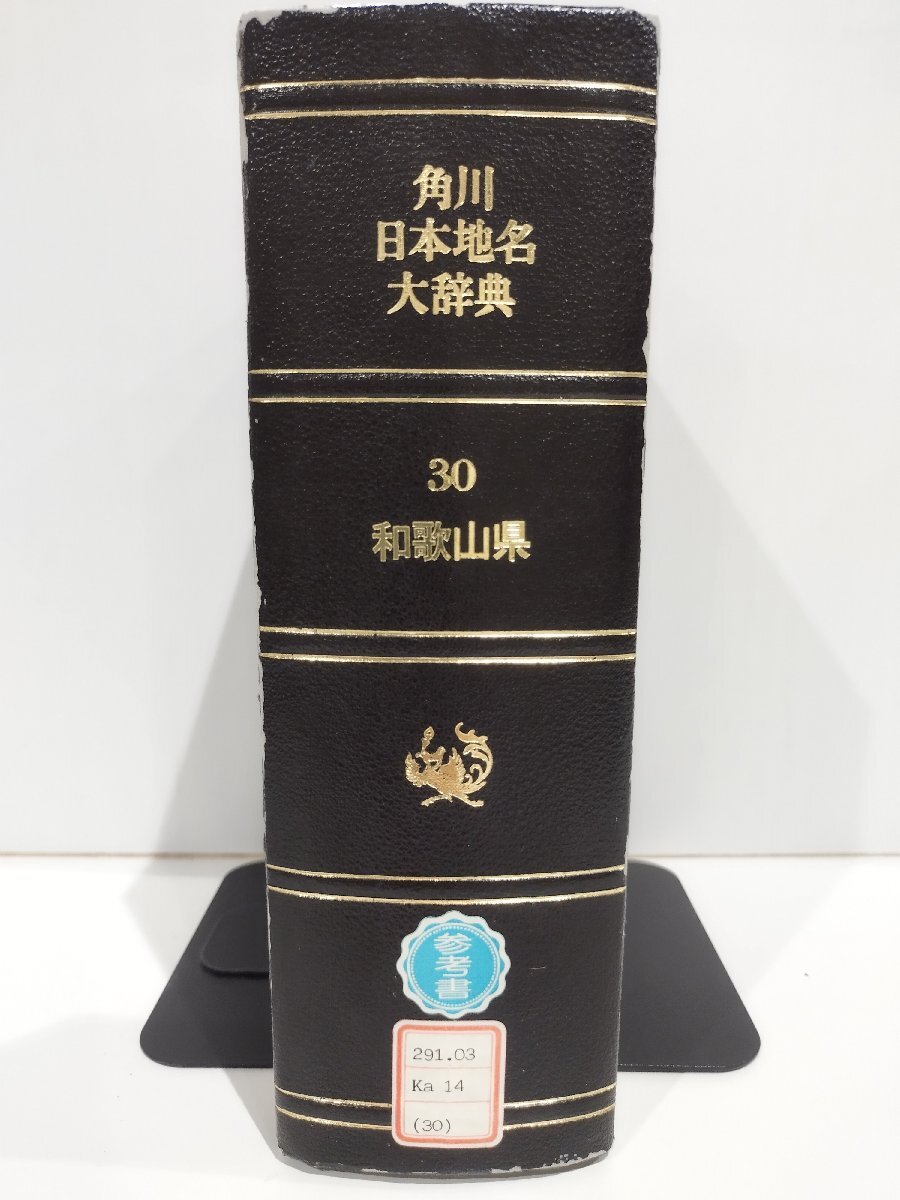 角川
日本地名
大辞典
30
和歌山県
参考書
291.03
Ka 14
(30)